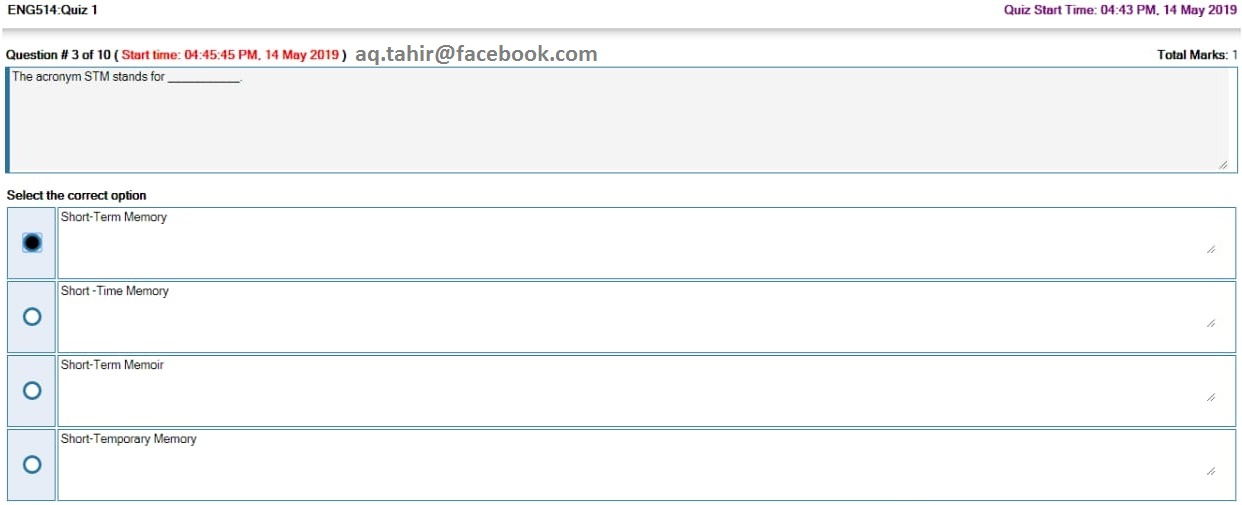 ENG514:Quiz 1 Quiz Start Time: 04:43 PM, 14 May 2019
Question # 3 of 10 ( Start time: 04:45:45 PM, 14 May 2019 ) aq.tahir@facebook.com Total Marks: 1
The acronym STM stands for ___________.
Select the correct option
Short-Term Memory
Short -Time Memory
Short-Term Memoir
Short-Temporary Memory